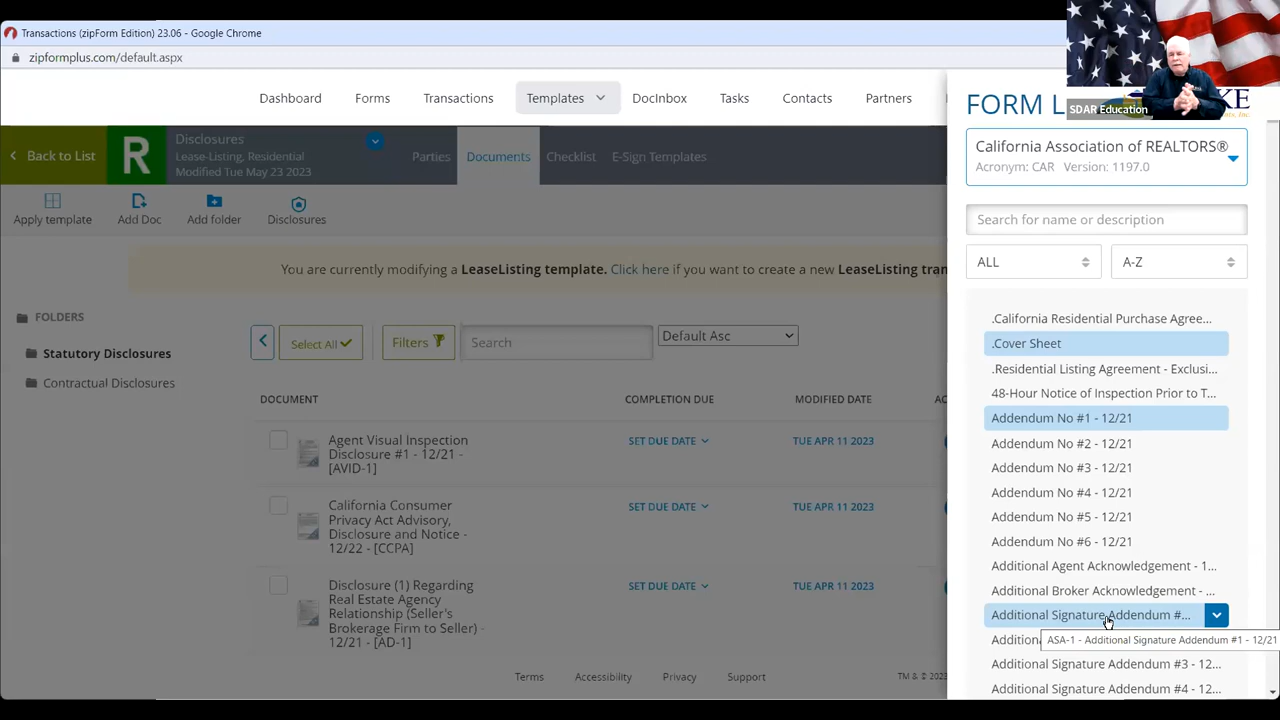 Transactions (zipForm Edition) 23.06 - Google Chrome
zipformplus.com/default.aspx
Dashboard Forms Transactions Templates DocInbox Tasks Contacts Partners
SDAR Education
FORM L
KE
Back to List
R
Disclosures
Lease-Listing, Residential
Modified Tue May 23 2023
Parties Documents Checklist E-Sign Templates
California Association of REALTORS®
Acronym: CAR Version: 1197.0
Apply template Add Doc Add folder Disclosures
Search for name or description
ALL A-Z
You are currently modifying a LeaseListing template. Click here if you want to create a new LeaseListing tran
FOLDERS
Statutory Disclosures
Contractual Disclosures
Select All Filters Search Default Asc
DOCUMENT COMPLETION DUE MODIFIED DATE AC
Agent Visual Inspection
Disclosure #1 - 12/21 -
[AVID-1]
SET DUE DATE TUE APR 11 2023
California Consumer
Privacy Act Advisory,
Disclosure and Notice -
12/22 - [CCPA]
SET DUE DATE TUE APR 11 2023
Disclosure (1) Regarding
Real Estate Agency
Relationship (Seller's
Brokerage Firm to Seller) -
12/21 - [AD-1]
SET DUE DATE TUE APR 11 2023
.California Residential Purchase Agree...
.Cover Sheet
.Residential Listing Agreement - Exclusi...
48-Hour Notice of Inspection Prior to T...
Addendum No #1 - 12/21
Addendum No #2 - 12/21
Addendum No #3 - 12/21
Addendum No #4 - 12/21
Addendum No #5 - 12/21
Addendum No #6 - 12/21
Additional Agent Acknowledgement - 1...
Additional Broker Acknowledgement - ...
Additional Signature Addendum #...
Addition
ASA-1 - Additional Signature Addendum #1 - 12/21
Additional Signature Addendum #3 - 12...
Additional Signature Addendum #4 - 12...
Terms Accessibility Privacy Support TM & © 2023